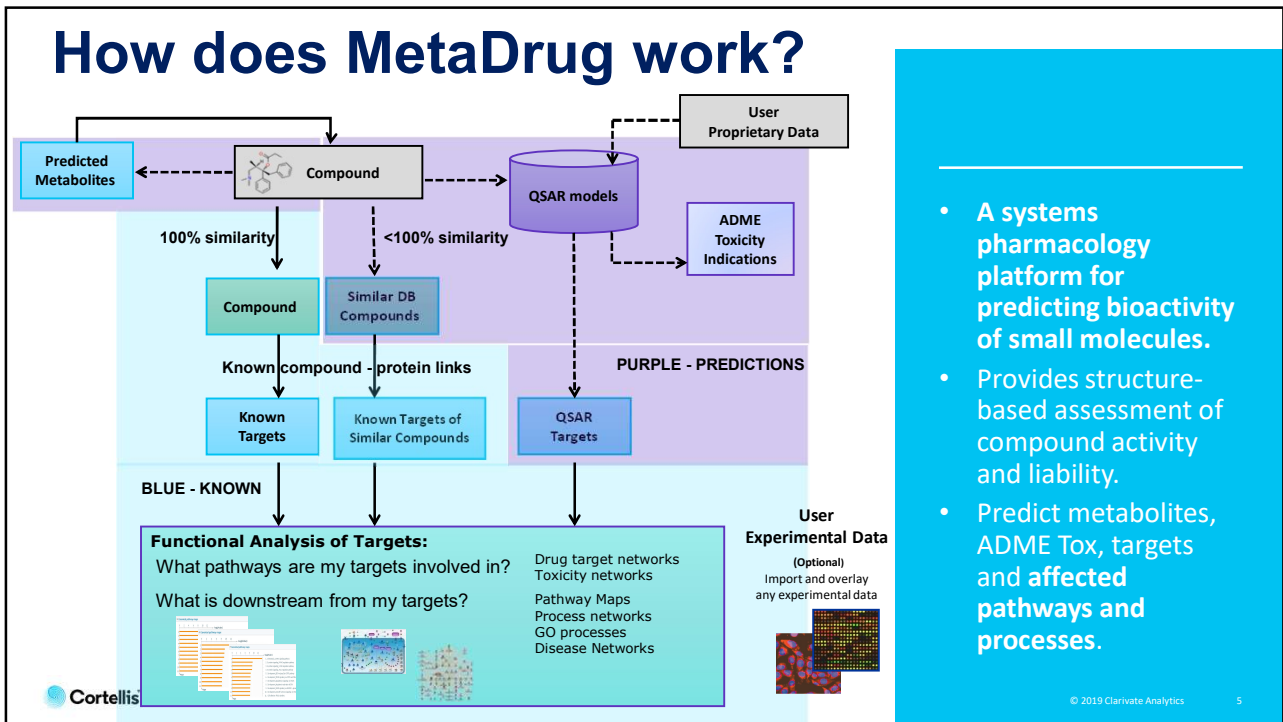 How does MetaDrug work?
User
Proprietary Data
Predicted
Metabolites
Compound
QSAR models
ADME
Toxicity
Indications
100% similarity
<100% similarity
Compound
Similar DB
Compounds
Known compound - protein links
PURPLE - PREDICTIONS
Known
Targets
Known Targets of
Similar Compounds
QSAR
Targets
BLUE - KNOWN
Functional Analysis of Targets:
What pathways are my targets involved in?
What is downstream from my targets?
Drug target networks
Toxicity networks
Pathway Maps
Process networks
GO processes
Disease Networks
User
Experimental Data
(Optional)
Import and overlay
any experimental data
• A systems
pharmacology
platform for
predicting bioactivity
of small molecules.
• Provides structure-
based assessment of
compound activity
and liability.
• Predict metabolites,
ADME Tox, targets
and affected
pathways and
processes.
Cortellis
© 2019 Clarivate Analytics 5